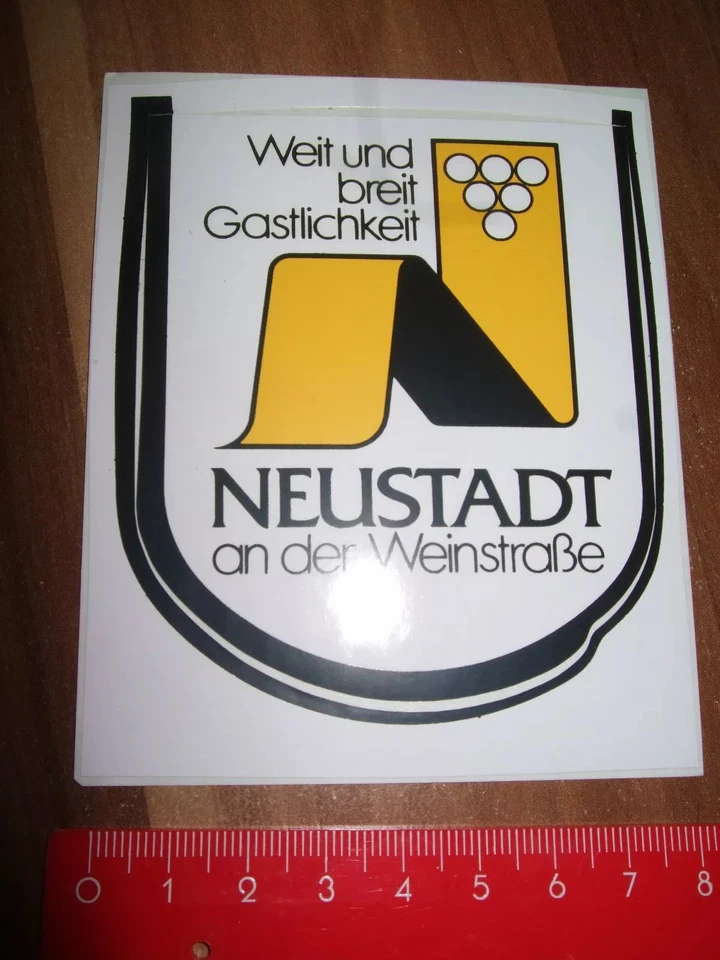 Weit und
breit
Gastlichkeit
NEUSTADT
an der Weinstraße
0 1 2 3 4 5 6 7 8